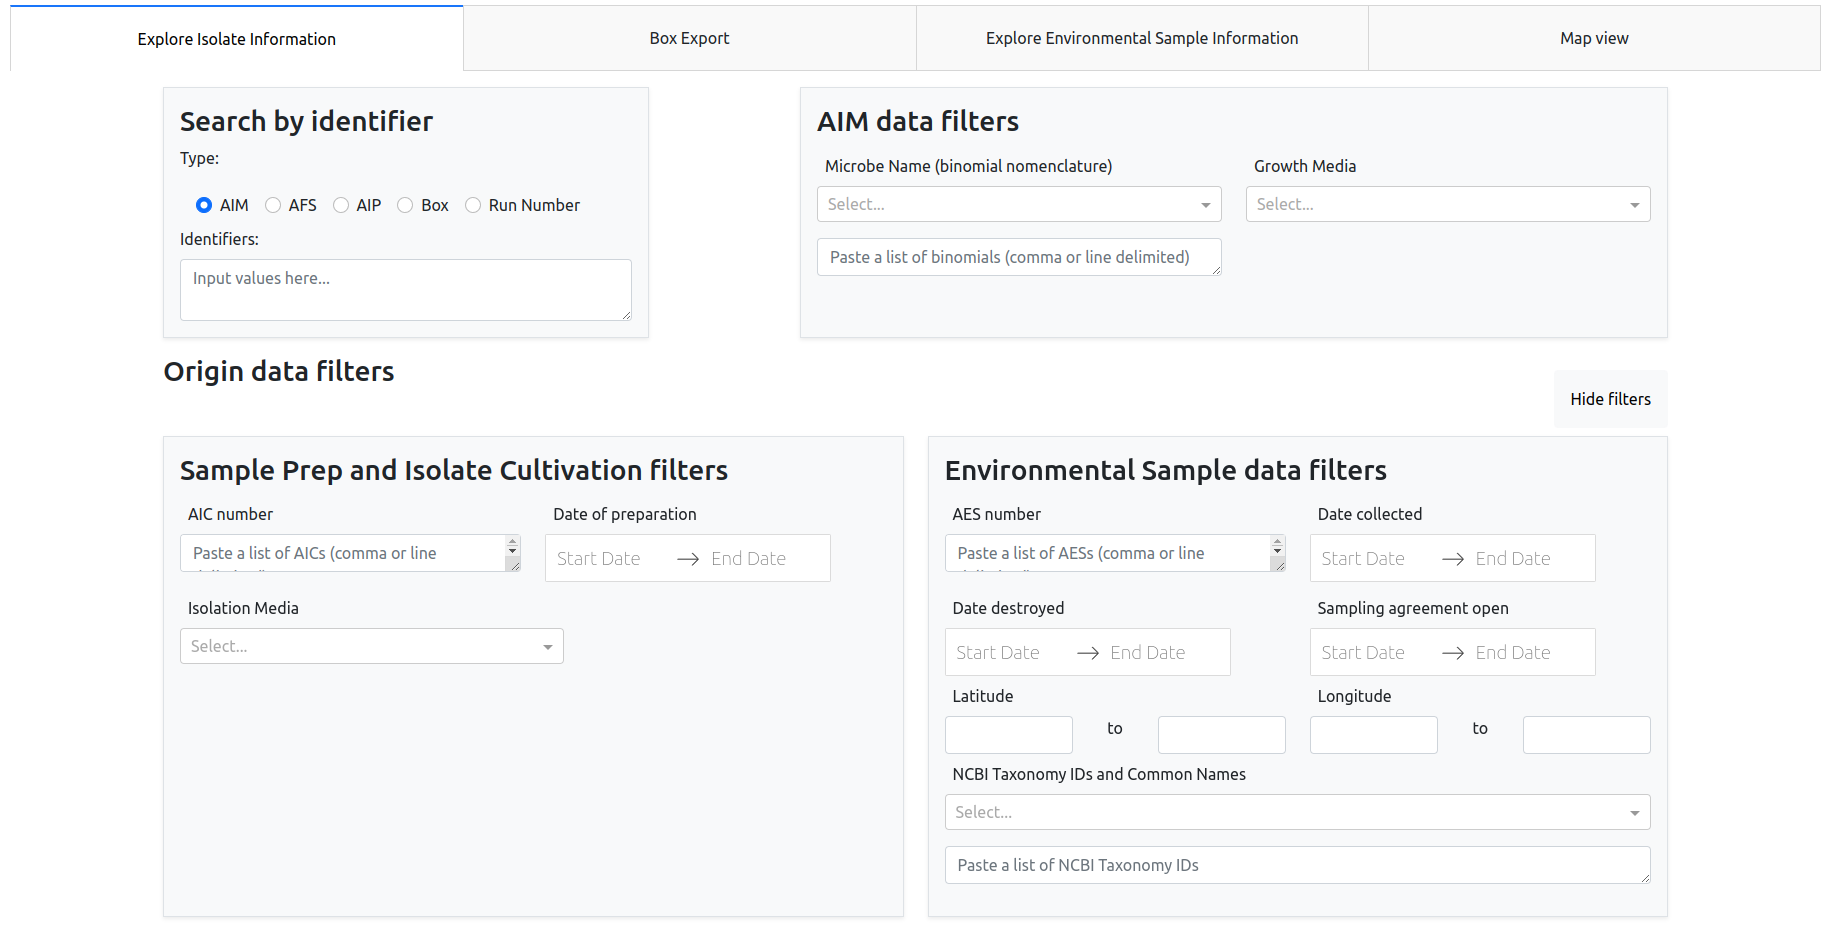 Explore Isolate Information
Box Export
Explore Environmental Sample Information
Map view
Search by identifier
Type:
AIM AFS AIP Box Run Number
Identifiers:
Input values here...
AIM data filters
Microbe Name (binomial nomenclature)
Select...
Paste a list of binomials (comma or line delimited)
Growth Media
Select...
Origin data filters
Hide filters
Sample Prep and Isolate Cultivation filters
AIC number
Paste a list of AICs (comma or line
Date of preparation
Start Date → End Date
Isolation Media
Select...
Environmental Sample data filters
AES number
Paste a list of AESs (comma or line
Date collected
Start Date → End Date
Date destroyed
Start Date → End Date
Sampling agreement open
Start Date → End Date
Latitude
to
Longitude
to
NCBI Taxonomy IDs and Common Names
Select...
Paste a list of NCBI Taxonomy IDs